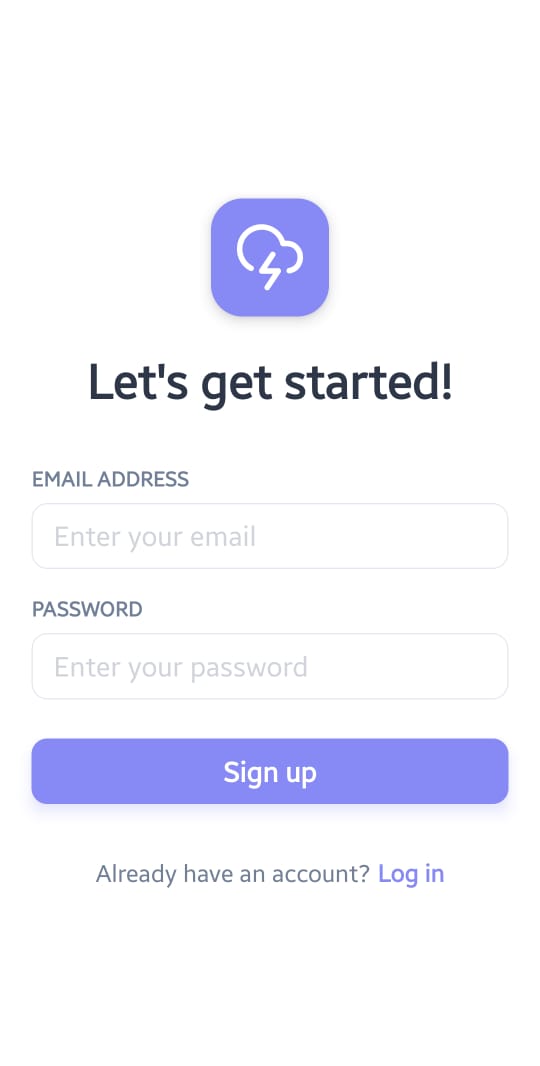 Let's get started!
EMAIL ADDRESS
Enter your email
PASSWORD
Enter your password
Sign up
Already have an account? Log in